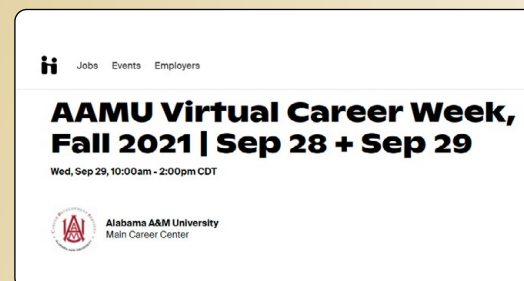 Jobs Events Employers
AAMU Virtual Career Week,
Fall 2021 | Sep 28 + Sep 29
Wed, Sep 29, 10:00am - 2:00pm CDT
Alabama A&M University
Main Career Center